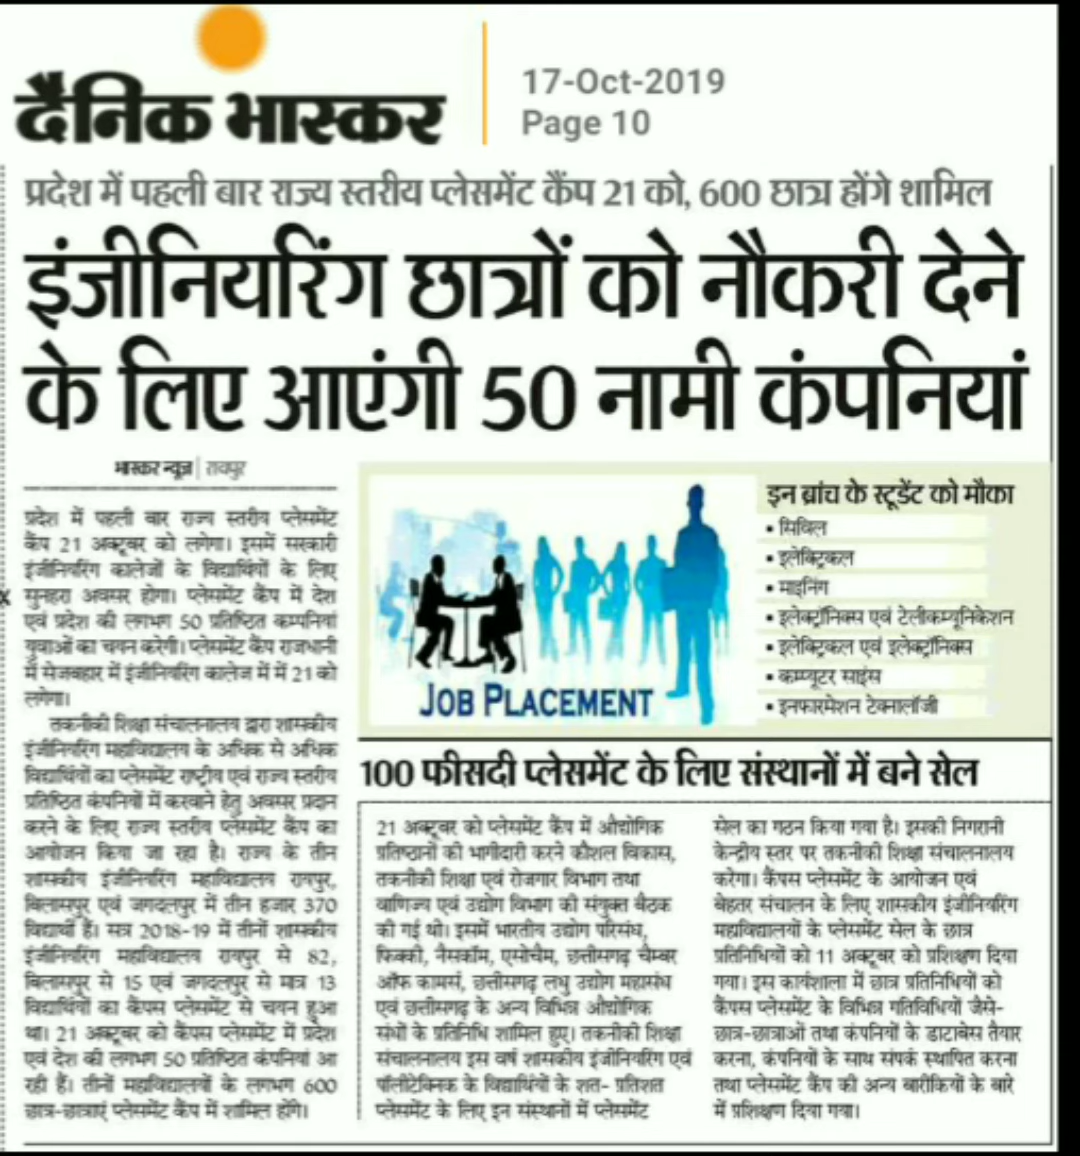 दैनिक भास्कर
17-Oct-2019
Page 10
प्रदेश में पहली बार राज्य स्तरीय प्लेसमेंट कैंप 21 को, 600 छात्र होंगे शामिल
इंजीनियरिंग छात्रों को नौकरी देने
के लिए आएंगी 50 नामी कंपनियां
भास्कर न्यूज | रायपुर
प्रदेश में पहली बार राज्य स्तरीय प्लेसमेंट
कैंप 21 अक्टूबर को लगेगा। इसमें सरकारी
इंजीनियरिंग कालेजों के विद्यार्थियों के लिए
सुनहरा अवसर होगा। प्लेसमेंट कैंप में देश
एवं प्रदेश की लगभग 50 प्रतिष्ठित कम्पनियां
युवाओं का चयन करेगी। प्लेसमेंट कैंप राजधानी
में सेजबहार में इंजीनियरिंग कालेज में में 21 को
लगेगा।
तकनीकी शिक्षा संचालनालय द्वारा शासकीय
इंजीनियरिंग महाविद्यालय के अधिक से अधिक
विद्यार्थियों का प्लेसमेंट राष्ट्रीय एवं राज्य स्तरीय
प्रतिष्ठित कंपनियों में करवाने हेतु अवसर प्रदान
करने के लिए राज्य स्तरीय प्लेसमेंट कैंप का
आयोजन किया जा रहा है। राज्य के तीन
शासकीय इंजीनियरिंग महाविद्यालय रायपुर,
बिलासपुर एवं जगदलपुर में तीन हजार 370
विद्यार्थी हैं। सत्र 2018-19 में तीनों शासकीय
इंजीनियरिंग महाविद्यालय रायपुर से 82,
बिलासपुर से 15 एवं जगदलपुर से मात्र 13
विद्यार्थियों का कैंपस प्लेसमेंट से चयन हुआ
था। 21 अक्टूबर को कैंपस प्लेसमेंट में प्रदेश
एवं देश की लगभग 50 प्रतिष्ठित कंपनियां आ
रही हैं। तीनों महाविद्यालयों के लगभग 600
छात्र-छात्राएं प्लेसमेंट कैंप में शामिल होंगे।
JOB PLACEMENT
इन ब्रांच के स्टूडेंट को मौका
• सिविल
• इलेक्ट्रिकल
• माइनिंग
• इलेक्ट्रॉनिक्स एवं टेलीकम्यूनिकेशन
• इलेक्ट्रिकल एवं इलेक्ट्रॉनिक्स
• कम्प्यूटर साइंस
• इनफारमेशन टेक्नालॉजी
100 फीसदी प्लेसमेंट के लिए संस्थानों में बने सेल
21 अक्टूबर को प्लेसमेंट कैंप में औद्योगिक
प्रतिष्ठानों की भागीदारी करने कौशल विकास,
तकनीकी शिक्षा एवं रोजगार विभाग तथा
वाणिज्य एवं उद्योग विभाग की संयुक्त बैठक
की गई थी। इसमें भारतीय उद्योग परिसंघ,
फिक्की, नैसकॉम, एसोचैम, छत्तीसगढ़ चैम्बर
ऑफ कामर्स, छत्तीसगढ़ लघु उद्योग महासंघ
एवं छत्तीसगढ़ के अन्य विभिन्न औद्योगिक
संघों के प्रतिनिधि शामिल हुए। तकनीकी शिक्षा
संचालनालय इस वर्ष शासकीय इंजीनियरिंग एवं
पॉलीटेक्निक के विद्यार्थियों के शत- प्रतिशत
प्लेसमेंट के लिए इन संस्थानों में प्लेसमेंट
सेल का गठन किया गया है। इसकी निगरानी
केन्द्रीय स्तर पर तकनीकी शिक्षा संचालनालय
करेगा। कैंपस प्लेसमेंट के आयोजन एवं
बेहतर संचालन के लिए शासकीय इंजीनियरिंग
महाविद्यालयों के प्लेसमेंट सेल के छात्र
प्रतिनिधियों को 11 अक्टूबर को प्रशिक्षण दिया
गया। इस कार्यशाला में छात्र प्रतिनिधियों को
कैंपस प्लेसमेंट के विभिन्न गतिविधियों जैसे-
छात्र-छात्राओं तथा कंपनियों के डाटाबेस तैयार
करना, कंपनियों के साथ संपर्क स्थापित करना
तथा प्लेसमेंट कैंप की अन्य बारीकियों के बारे
में प्रशिक्षण दिया गया।